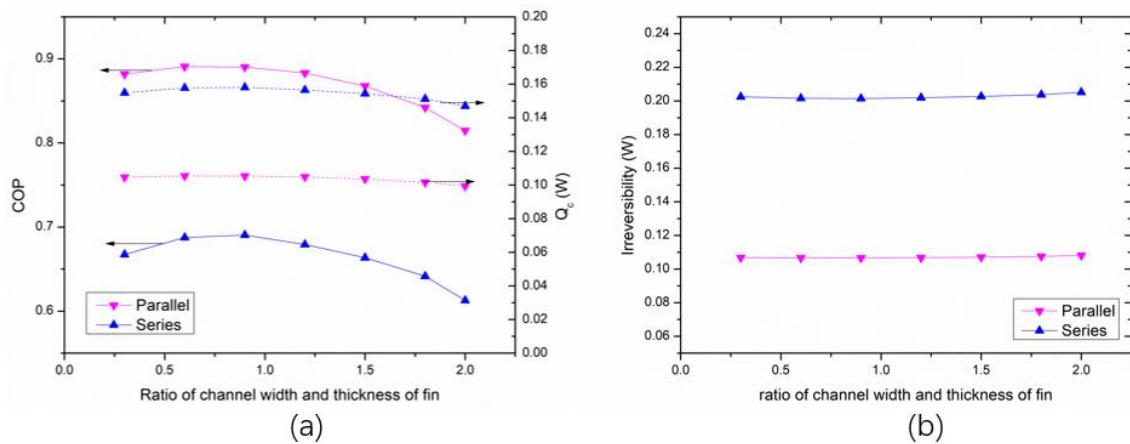 COP
0.9
0.8
0.7
0.6
0.20
0.18
0.16
0.14
0.12
0.10
0.08
0.06
0.04
0.02
0.00
Q_c (W)
Parallel
Series
0.0 0.5 1.0 1.5 2.0
Ratio of channel width and thickness of fin
(a)
Irreversibility (W)
0.24
0.22
0.20
0.18
0.16
0.14
0.12
0.10
0.08
0.06
Parallel
Series
0.0 0.5 1.0 1.5 2.0
ratio of channel width and thickness of fin
(b)